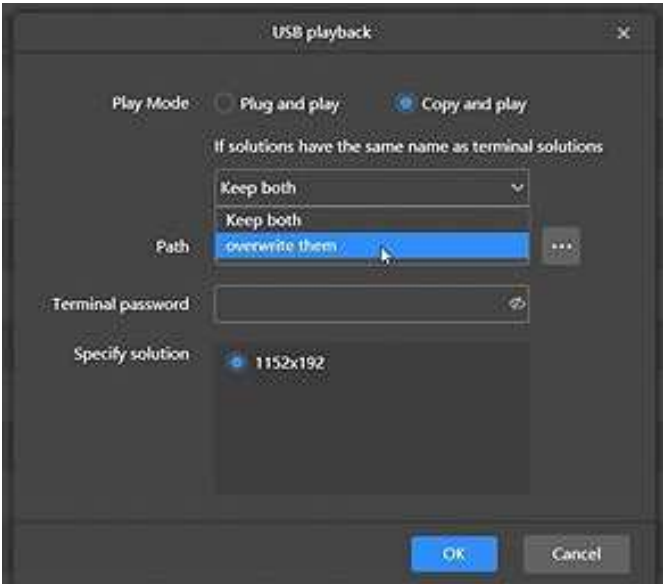 USB playback
Play Mode Plug and play Copy and play
If solutions have the same name as terminal solutions
Keep both
Keep both
Path overwrite them
Terminal password
Specify solution 1152x192
OK Cancel